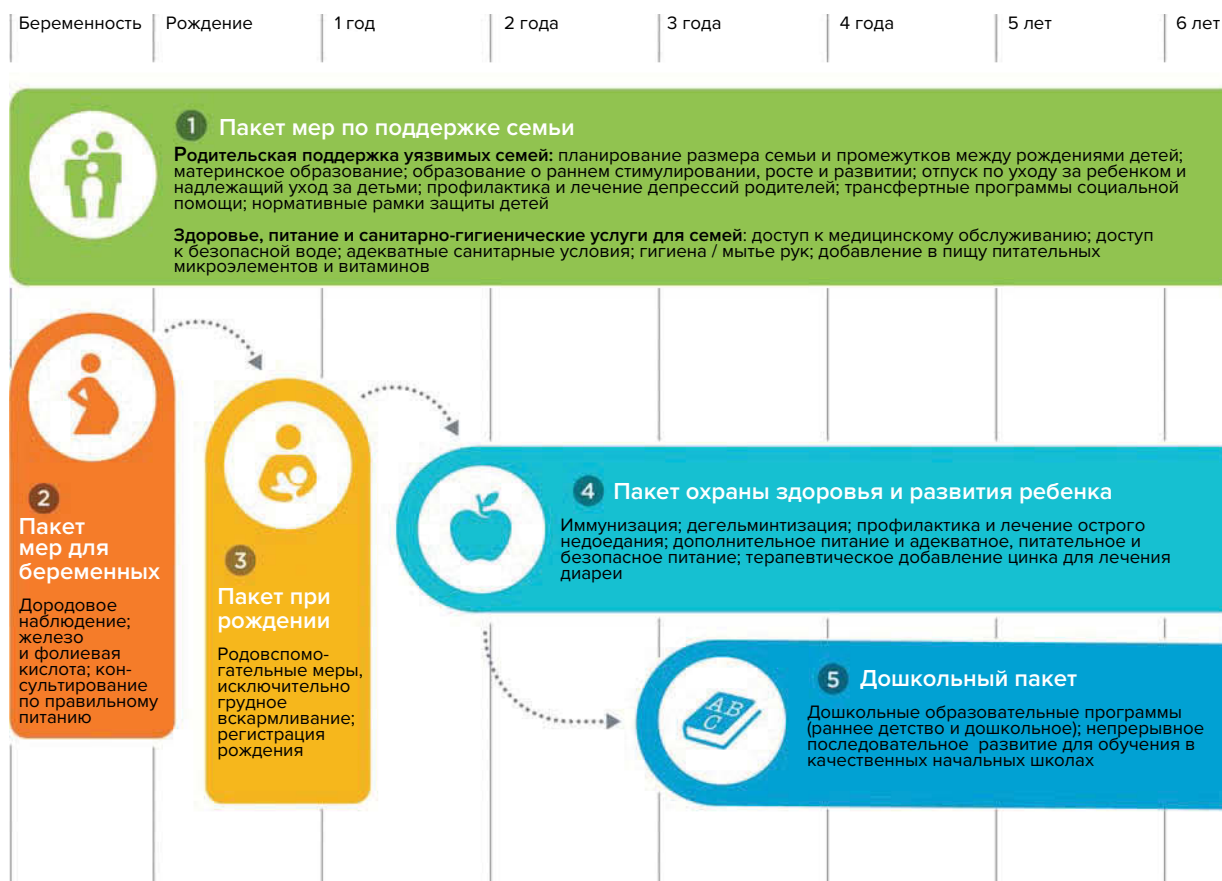 Беременность Рождение 1 год 2 года 3 года 4 года 5 лет 6 лет
1 Пакет мер по поддержке семьи
Родительская поддержка уязвимых семей: планирование размера семьи и промежутков между рождениями детей;
материнское образование; образование о раннем стимулировании, росте и развитии; отпуск по уходу за ребенком и
надлежащий уход за детьми; профилактика и лечение депрессий родителей; трансфертные программы социальной
помощи; нормативные рамки защиты детей
Здоровье, питание и санитарно-гигиенические услуги для семей: доступ к медицинскому обслуживанию; доступ
к безопасной воде; адекватные санитарные условия; гигиена / мытье рук; добавление в пищу питательных
микроэлементов и витаминов
2
Пакет
мер для
беременных
Дородовое
наблюдение;
железо
и фолиевая
кислота; кон-
сультирование
по правильному
питанию
3
Пакет при
рождении
Родовспомо-
гательные меры,
исключительно
грудное
вскармливание;
регистрация
рождения
4 Пакет охраны здоровья и развития ребенка
Иммунизация; дегельминтизация; профилактика и лечение острого
недоедания; дополнительное питание и адекватное, питательное и
безопасное питание; терапевтическое добавление цинка для лечения
диареи
5 Дошкольный пакет
Дошкольные образовательные программы
(раннее детство и дошкольное); непрерывное
последовательное развитие для обучения в
качественных начальных школах
AB
C